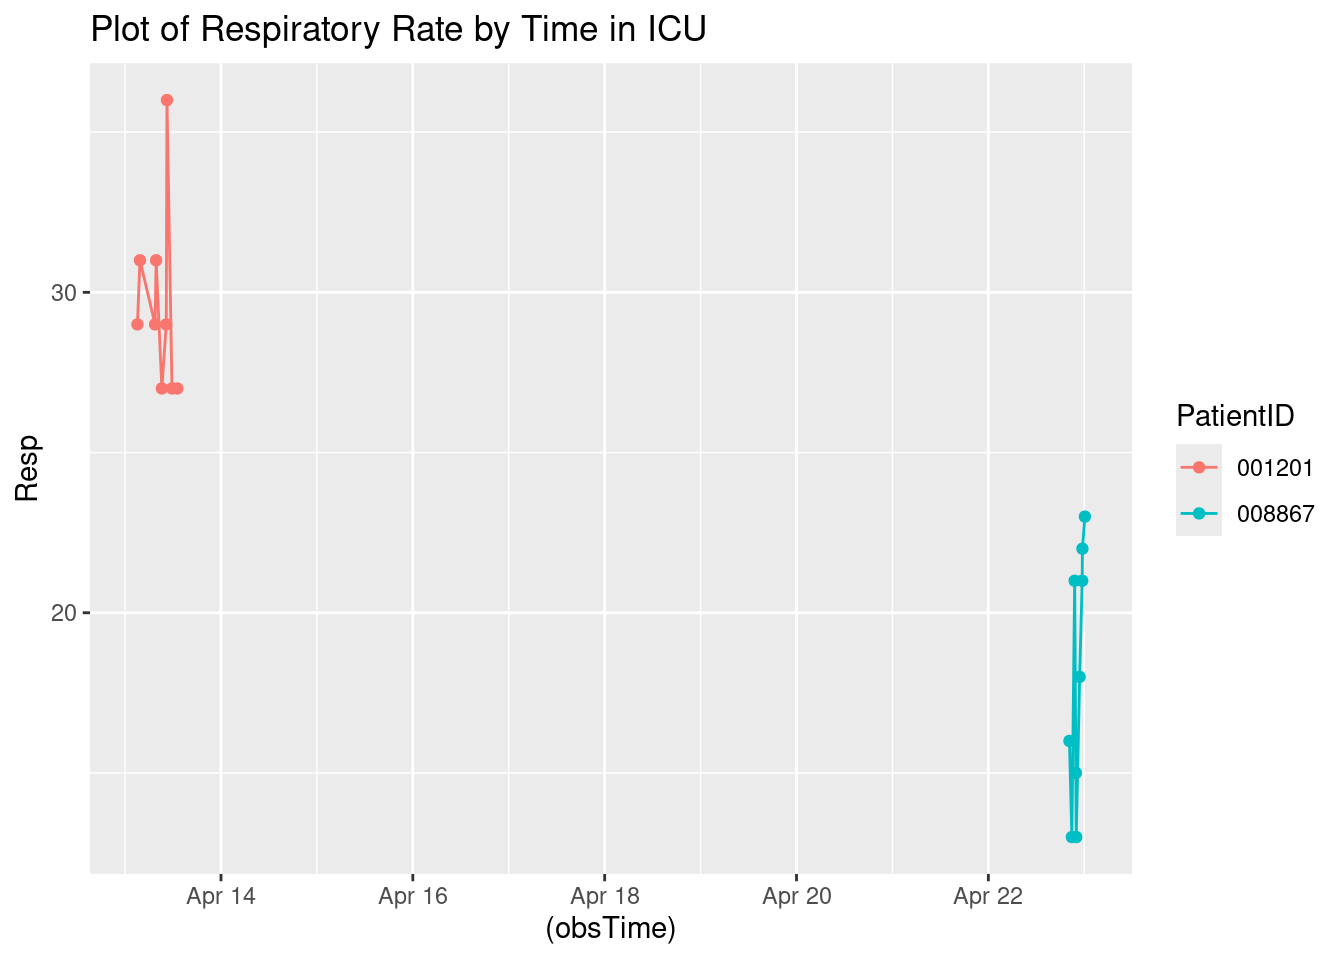 Plot of Respiratory Rate by Time in ICU
30
20
Resp
Apr 14
Apr 16
Apr 18
Apr 20
Apr 22
(obsTime)
PatientID
001201
008867